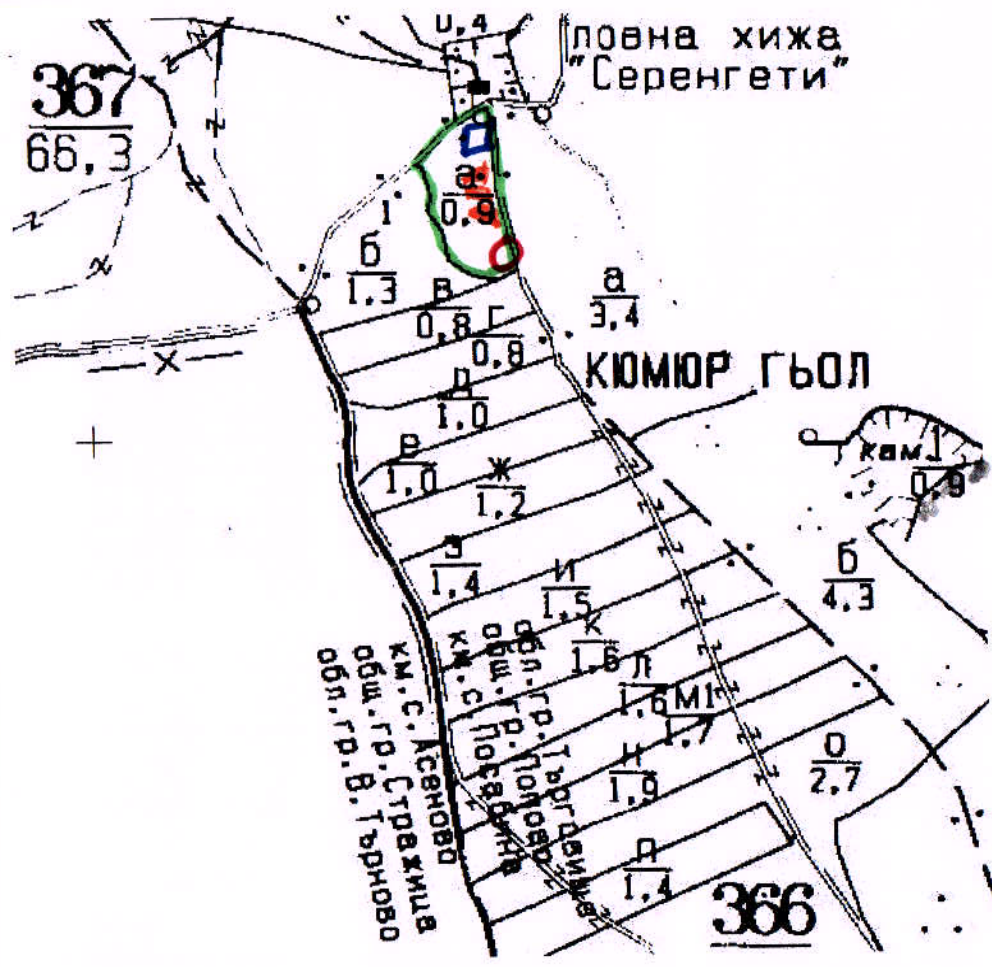 0,4
ловна хижа
"Серенгети"
367
66,3
а
0,9
1
б
1,3
в
0,8
г
0,8
а
3,4
КЮМЮР ГЬОЛ
д
1,0
е
1,0
ж
1,2
кам.1
0,9
з
1,4
и
1,5
б
4,3
к
1,6
л
1,6
м1
1,7
н
1,9
о
2,7
п
1,4
366
обл.гр.Търговище
общ.гр.Попово
км.с.Посабина
км.с.Асеново
общ.гр.Стражица
обл.гр.В.Търново